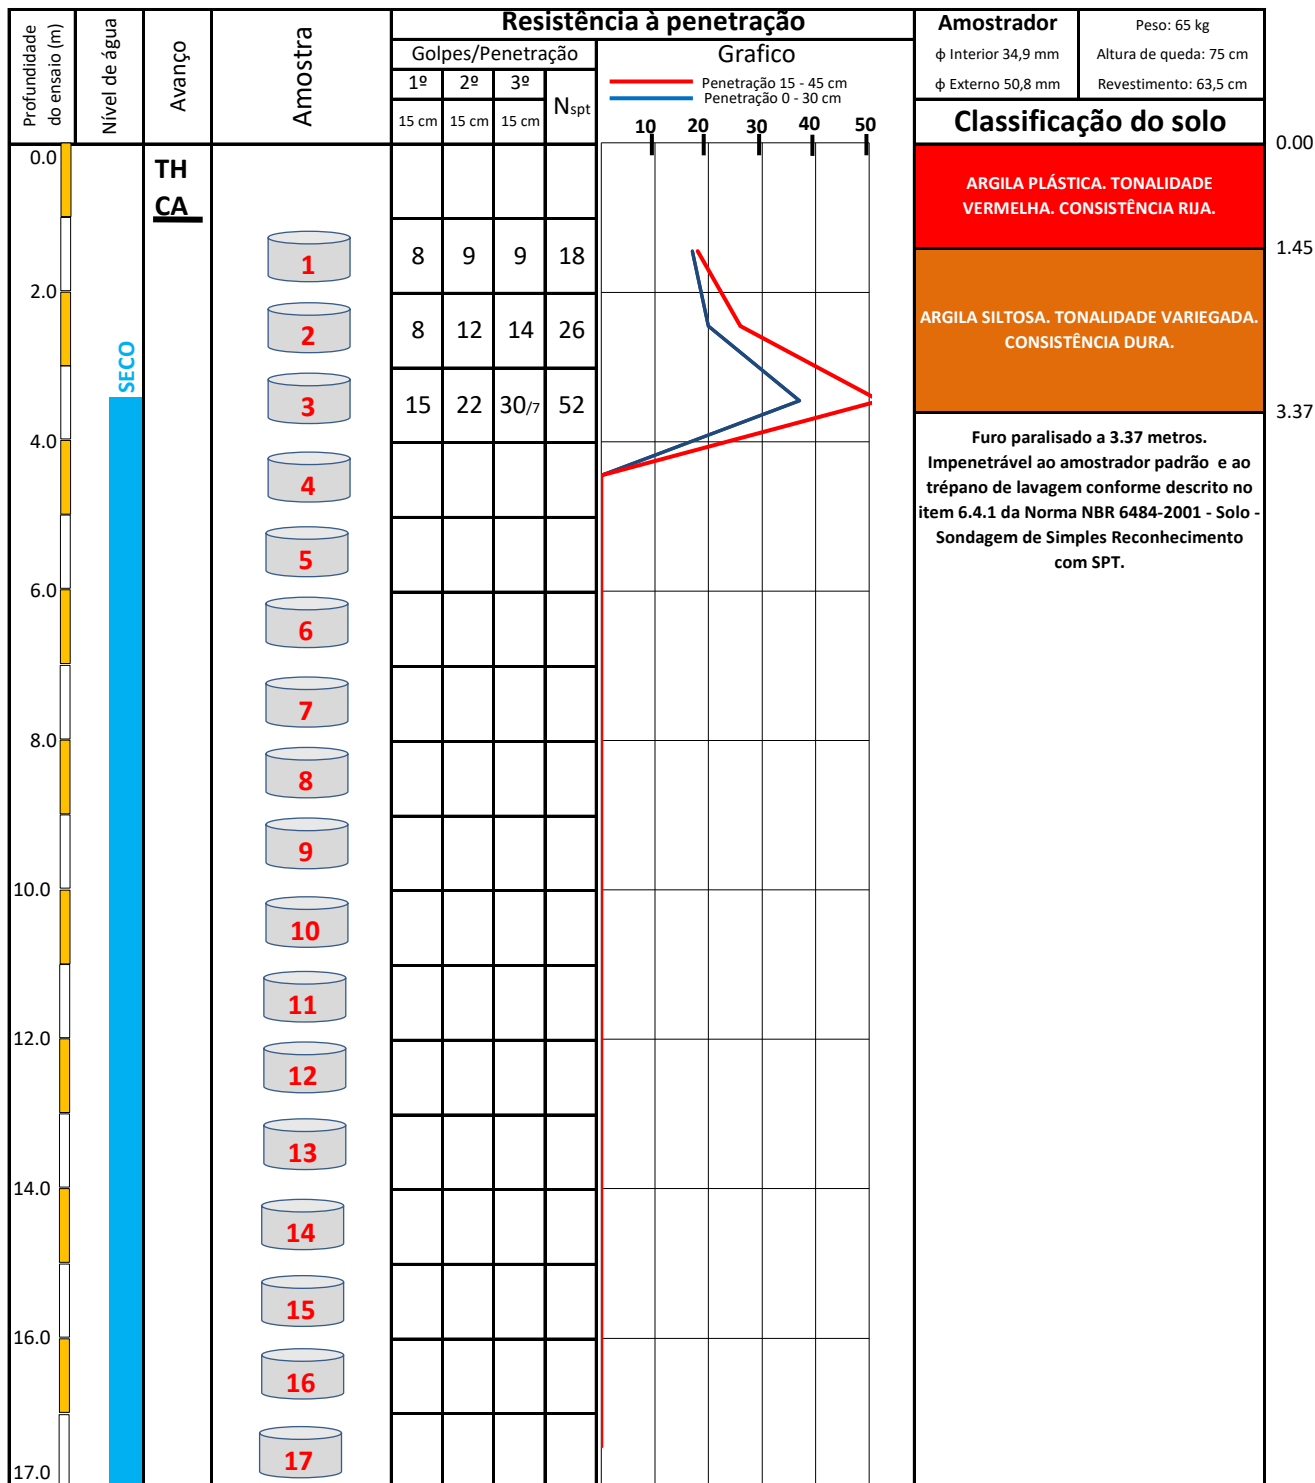 Profundidade
do ensaio (m)
Nível de água
Avanço
Amostra
Resistência à penetração
Golpes/Penetração
1º 2º 3º
15 cm 15 cm 15 cm
Nspt
Grafico
Penetração 15 - 45 cm
Penetração 0 - 30 cm
10 20 30 40 50
Amostrador
ϕ Interior 34,9 mm
ϕ Externo 50,8 mm
Peso: 65 kg
Altura de queda: 75 cm
Revestimento: 63,5 cm
Classificação do solo
0.0
TH
CA
0.00
ARGILA PLÁSTICA. TONALIDADE
VERMELHA. CONSISTÊNCIA RIJA.
1 8 9 9 18
1.45
2.0
ARGILA SILTOSA. TONALIDADE VARIEGADA.
CONSISTÊNCIA DURA.
2 8 12 14 26
SECO
3 15 22 30/7 52
3.37
4.0
Furo paralisado a 3.37 metros.
Impenetrável ao amostrador padrão e ao
trépano de lavagem conforme descrito no
item 6.4.1 da Norma NBR 6484-2001 - Solo -
Sondagem de Simples Reconhecimento
com SPT.
4
5
6.0
6
7
8.0
8
9
10.0
10
11
12.0
12
13
14.0
14
15
16.0
16
17
17.0